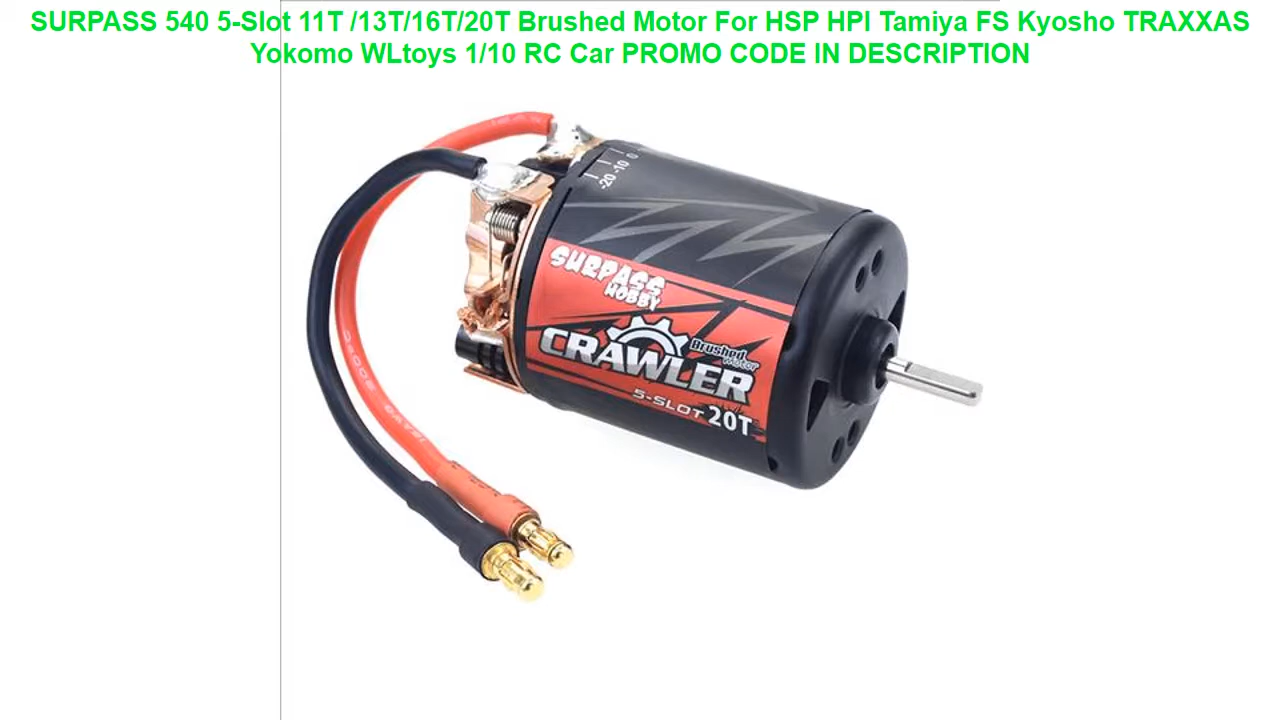 SURPASS 540 5-Slot 11T /13T/16T/20T Brushed Motor For HSP HPI Tamiya FS Kyosho TRAXXAS
Yokomo WLtoys 1/10 RC Car PROMO CODE IN DESCRIPTION
-20 -10 0
SURPASS
HOBBY
CRAWLER
Brushed
motor
5-SLOT 20T